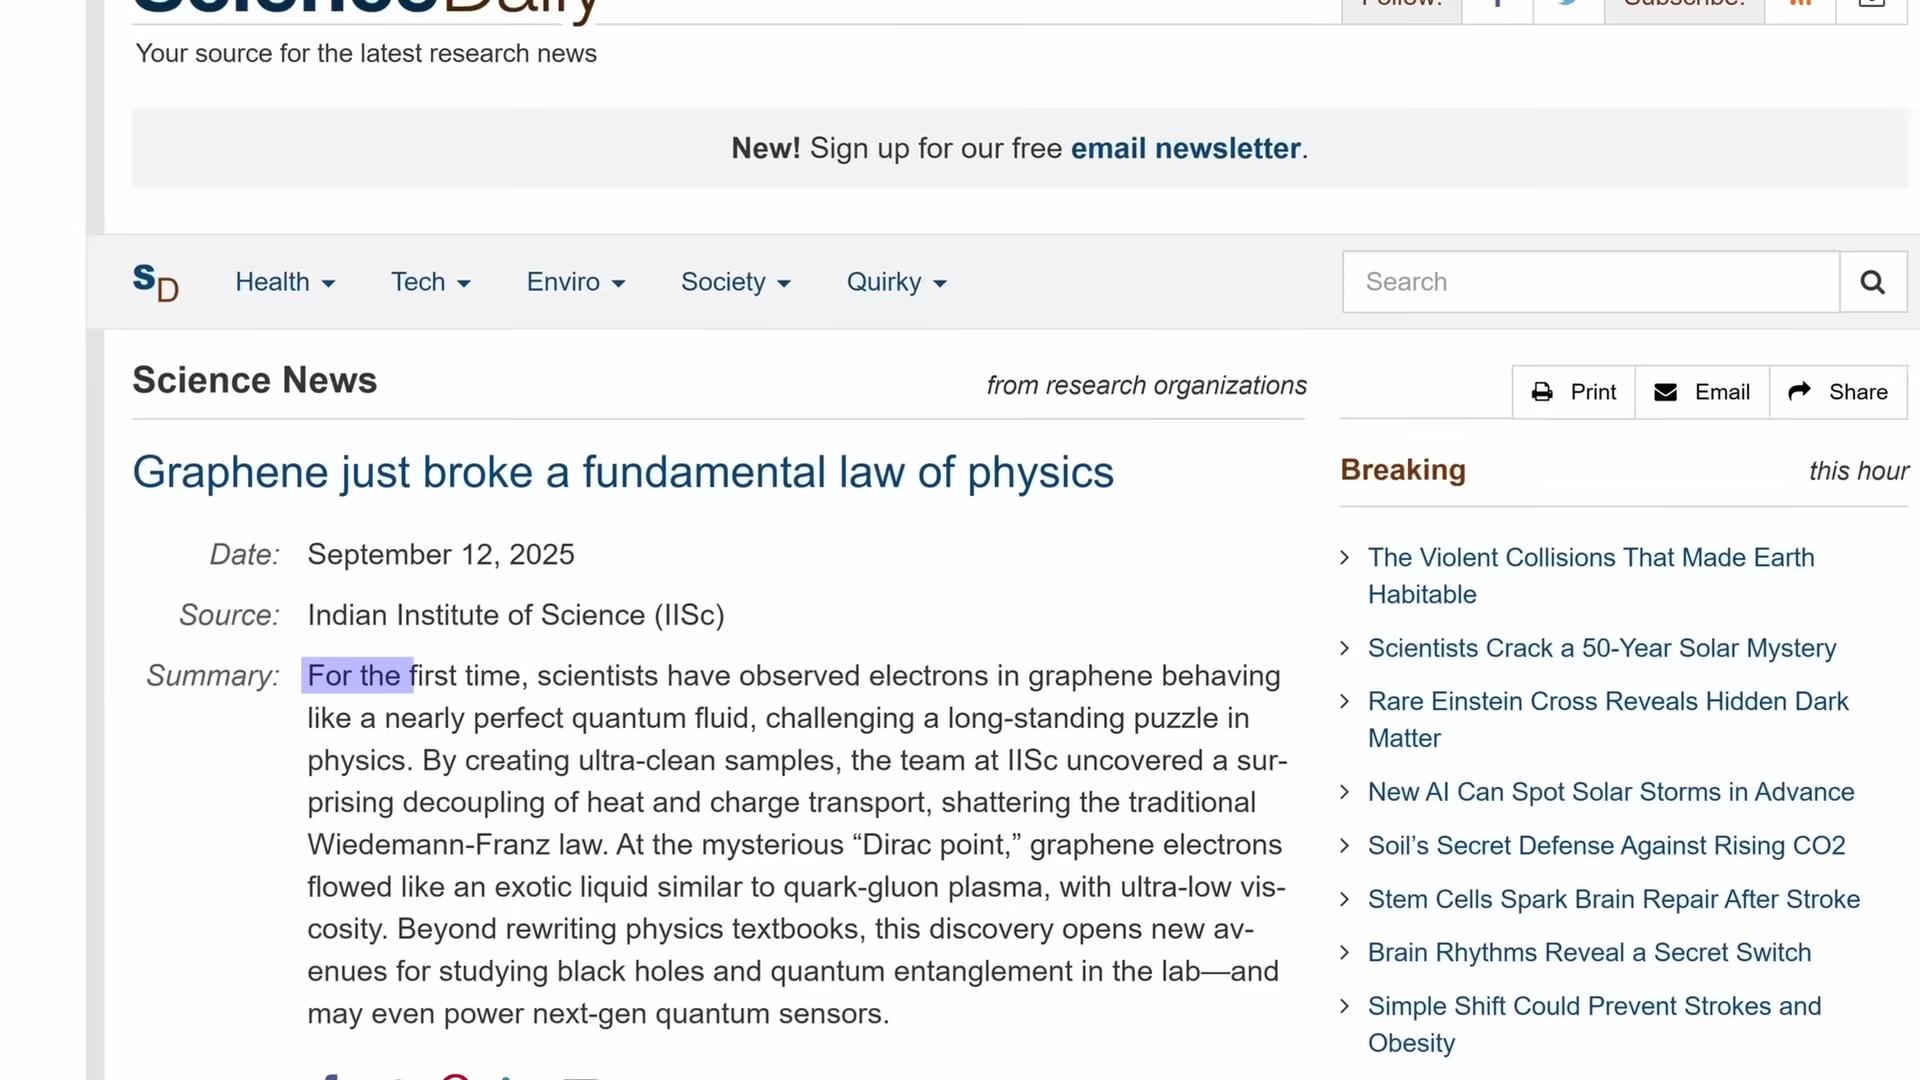 ScienceDaily
Follow:
Subscribe:
Your source for the latest research news
New! Sign up for our free email newsletter.
SD
Health
Tech
Enviro
Society
Quirky
Search
Science News
from research organizations
Print
Email
Share
Graphene just broke a fundamental law of physics
Date: September 12, 2025
Source: Indian Institute of Science (IISc)
Summary: For the first time, scientists have observed electrons in graphene behaving
like a nearly perfect quantum fluid, challenging a long-standing puzzle in
physics. By creating ultra-clean samples, the team at IISc uncovered a sur-
prising decoupling of heat and charge transport, shattering the traditional
Wiedemann-Franz law. At the mysterious “Dirac point,” graphene electrons
flowed like an exotic liquid similar to quark-gluon plasma, with ultra-low vis-
cosity. Beyond rewriting physics textbooks, this discovery opens new av-
enues for studying black holes and quantum entanglement in the lab—and
may even power next-gen quantum sensors.
Breaking
this hour
The Violent Collisions That Made Earth
Habitable
Scientists Crack a 50-Year Solar Mystery
Rare Einstein Cross Reveals Hidden Dark
Matter
New AI Can Spot Solar Storms in Advance
Soil’s Secret Defense Against Rising CO2
Stem Cells Spark Brain Repair After Stroke
Brain Rhythms Reveal a Secret Switch
Simple Shift Could Prevent Strokes and
Obesity